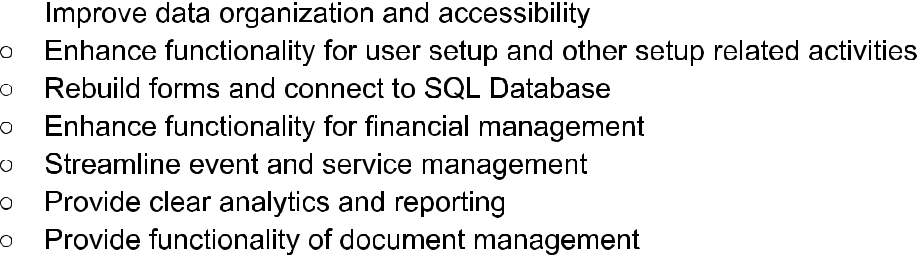 Improve data organization and accessibility
○ Enhance functionality for user setup and other setup related activities
○ Rebuild forms and connect to SQL Database
○ Enhance functionality for financial management
○ Streamline event and service management
○ Provide clear analytics and reporting
○ Provide functionality of document management